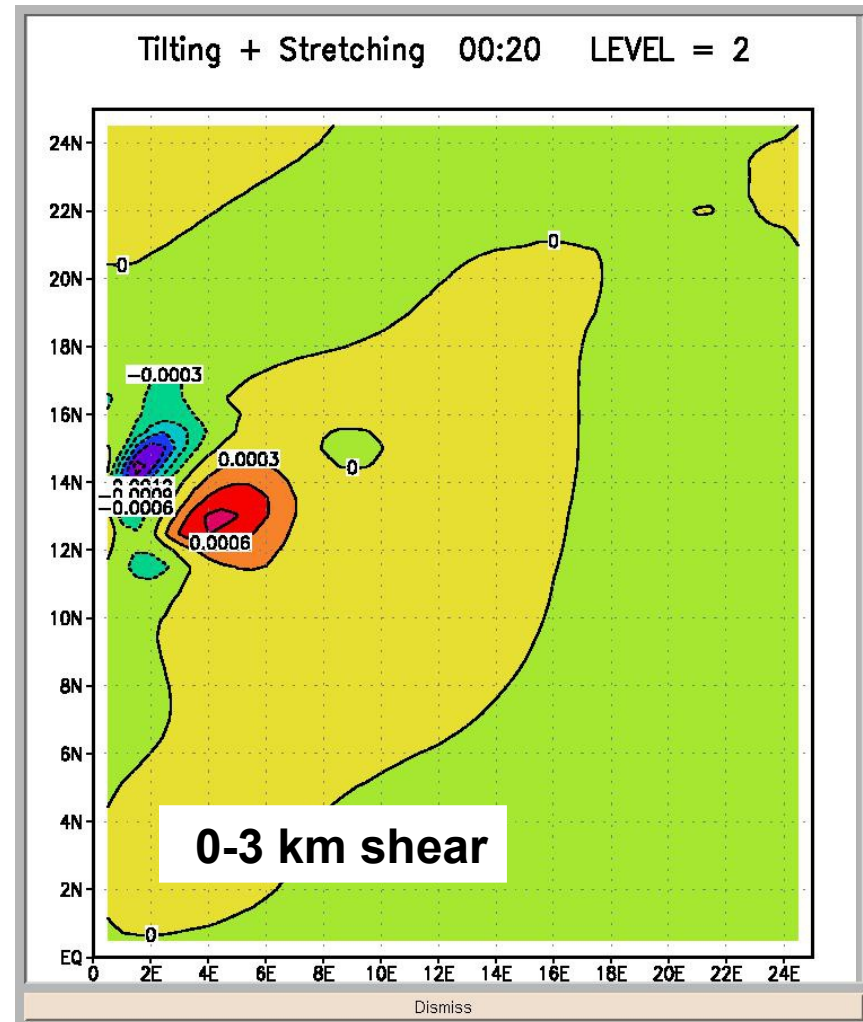 Tilting + Stretching 00:20 LEVEL = 2
24N
22N
20N
18N
16N
14N
12N
10N
8N
6N
4N
2N
EQ
0
0
-0.0003
0.0003
0
-0.0009
-0.0006
0.0006
0-3 km shear
0
0 2E 4E 6E 8E 10E 12E 14E 16E 18E 20E 22E 24E
Dismiss